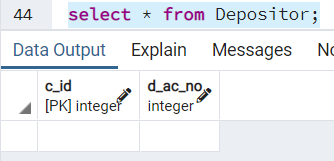 44 select * from Depositor;
Data Output Explain Messages No
c_id d_ac_no
[PK] integer integer